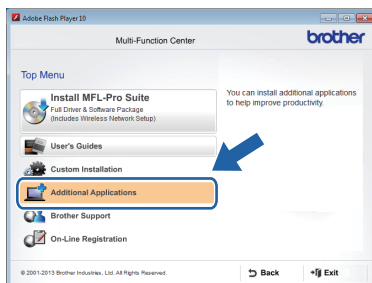 Adobe Flash Player 10
Multi-Function Center
brother
Top Menu
Install MFL-Pro Suite
Full Driver & Software Package
(Includes Wireless Network Setup)
You can install additional applications
to help improve productivity.
User's Guides
Custom Installation
Additional Applications
Brother Support
On-Line Registration
© 2001-2013 Brother Industries, Ltd. All Rights Reserved.
Back
Exit